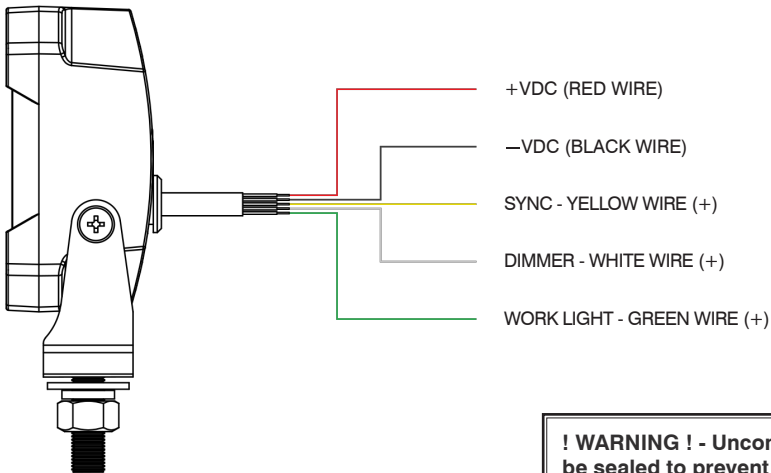 +VDC (RED WIRE)
—VDC (BLACK WIRE)
SYNC - YELLOW WIRE (+)
DIMMER - WHITE WIRE (+)
WORK LIGHT - GREEN WIRE (+)
! WARNING ! - Uncon
be sealed to prevent